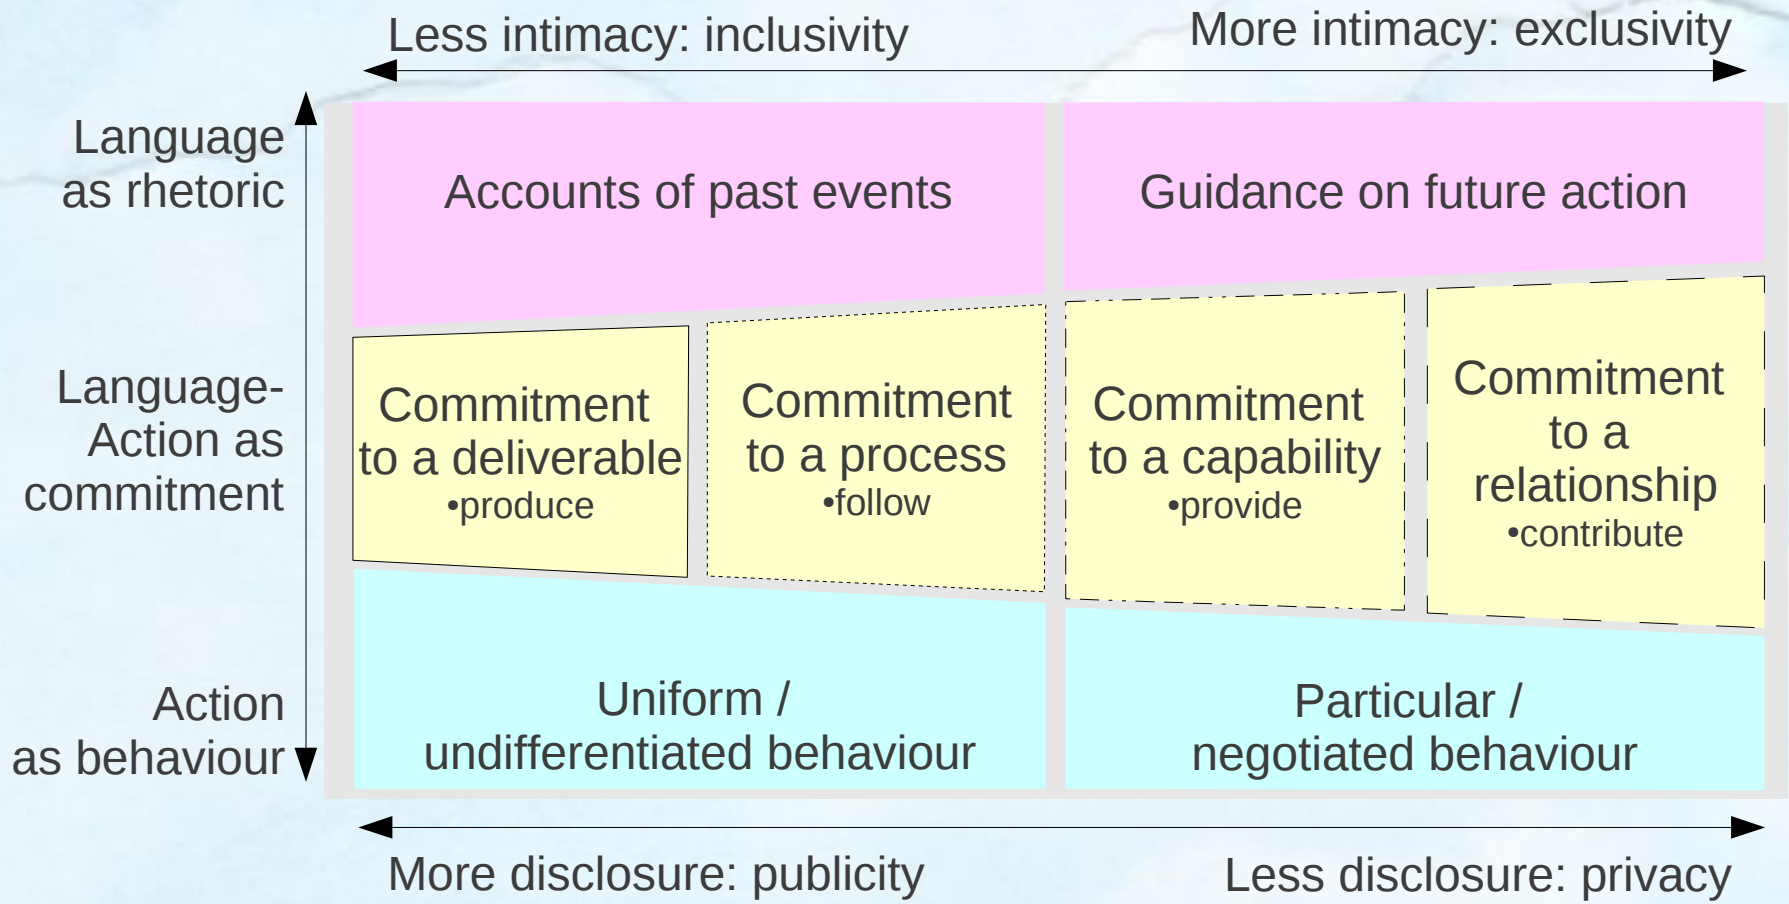 Less intimacy: inclusivity
More intimacy: exclusivity
Language
as rhetoric
Accounts of past events
Guidance on future action
Language-
Action as
commitment
Commitment
to a deliverable
•produce
Commitment
to a process
•follow
Commitment
to a capability
•provide
Commitment
to a
relationship
•contribute
Action
as behaviour
Uniform /
undifferentiated behaviour
Particular /
negotiated behaviour
More disclosure: publicity
Less disclosure: privacy